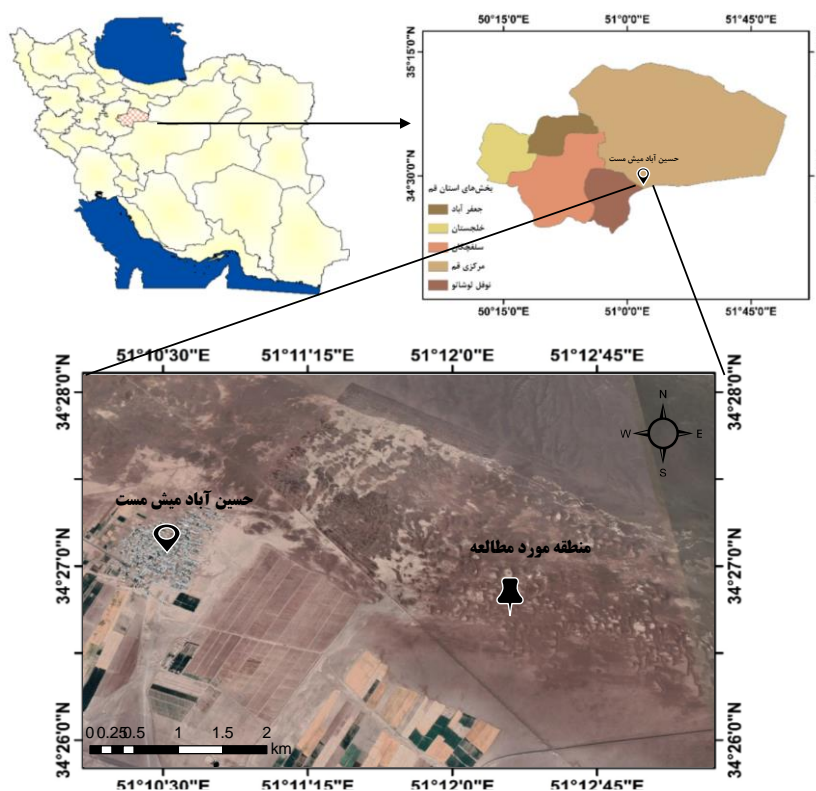 50°15'0"E 51°0'0"E 51°45'0"E
35°15'0"N
34°30'0"N
حسین آباد میش مست
بخش‌های استان قم
جعفر آباد
خلجستان
سلفچگان
مرکزی قم
نوفل لوشاتو
50°15'0"E 51°0'0"E 51°45'0"E
51°10'30"E 51°11'15"E 51°12'0"E 51°12'45"E
34°28'0"N 34°28'0"N
N
W E
S
حسین آباد میش مست
منطقه مورد مطالعه
34°27'0"N 34°27'0"N
34°26'0"N 34°26'0"N
0 0.25 0.5 1 1.5 2
km
51°10'30"E 51°11'15"E 51°12'0"E 51°12'45"E